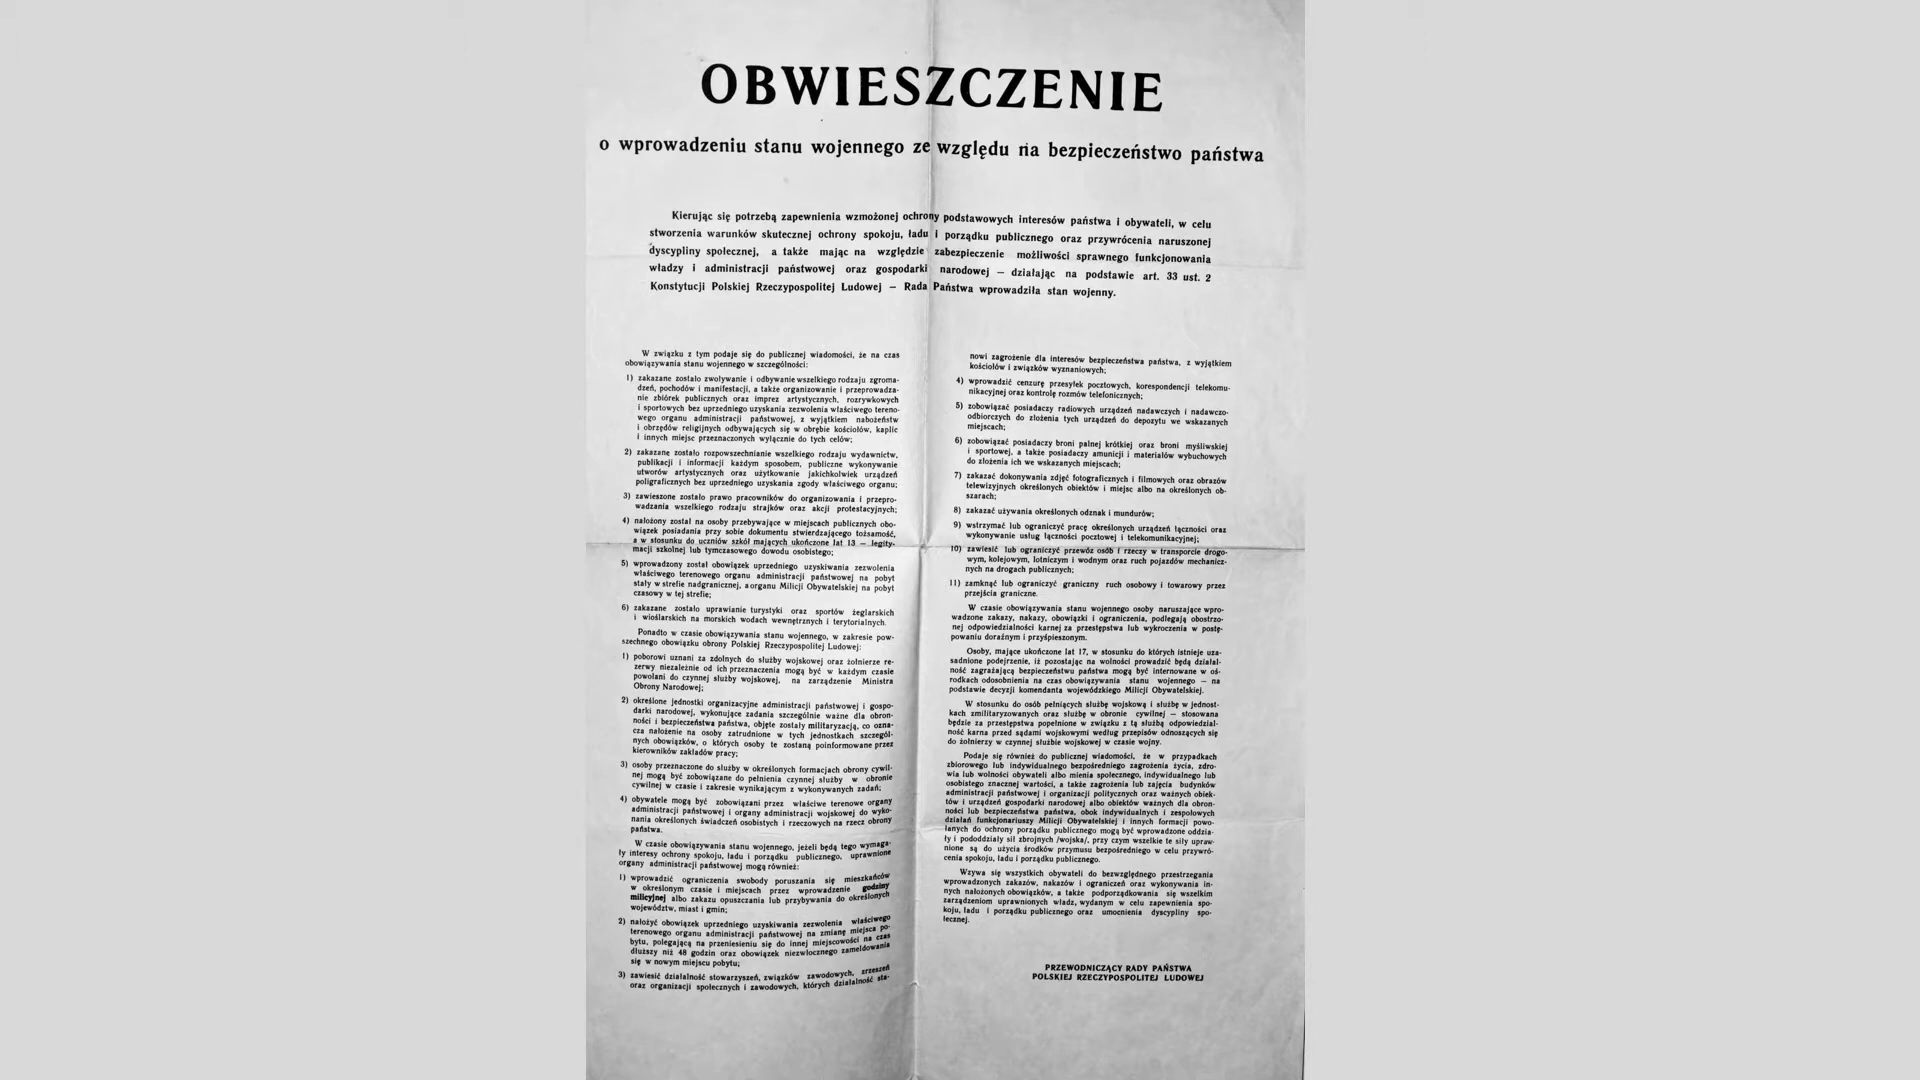 OBWIESZCZENIE
o wprowadzeniu stanu wojennego ze względu na bezpieczeństwo państwa
Kierując się potrzebą zapewnienia wzmożonej ochrony podstawowych interesów państwa i obywateli, w celu
stworzenia warunków skutecznej ochrony spokoju, ładu i porządku publicznego oraz przywrócenia naruszonej
dyscypliny społecznej, a także mając na względzie zabezpieczenie możliwości sprawnego funkcjonowania
władzy i administracji państwowej oraz gospodarki narodowej — działając na podstawie art. 33 ust. 2
Konstytucji Polskiej Rzeczypospolitej Ludowej — Rada Państwa wprowadziła stan wojenny.
W związku z tym podaje się do publicznej wiadomości, że na czas
obowiązywania stanu wojennego w szczególności:
1) zakazane zostało zwoływanie i odbywanie wszelkiego rodzaju zgroma-
dzeń, pochodów i manifestacji, a także organizowanie i przeprowadza-
nie zbiórek publicznych oraz imprez artystycznych, rozrywkowych
i sportowych bez uprzedniego uzyskania zezwolenia właściwego tereno-
wego organu administracji państwowej, z wyjątkiem nabożeństw
i obrzędów religijnych odbywających się w obrębie kościołów, kaplic
i innych miejsc przeznaczonych wyłącznie do tych celów;
2) zakazane zostało rozpowszechnianie wszelkiego rodzaju wydawnictw,
publikacji i informacji każdym sposobem, publiczne wykonywanie
utworów artystycznych oraz użytkowanie jakichkolwiek urządzeń
poligraficznych bez uprzedniego uzyskania zgody właściwego organu;
3) zawieszone zostało prawo pracowników do organizowania i przepro-
wadzania wszelkiego rodzaju strajków oraz akcji protestacyjnych;
4) nałożony został na osoby przebywające w miejscach publicznych obo-
wiązek posiadania przy sobie dokumentu stwierdzającego tożsamość,
a w stosunku do uczniów szkół mających ukończone lat 13 — legity-
macji szkolnej lub tymczasowego dowodu osobistego;
5) wprowadzony został obowiązek uprzedniego uzyskiwania zezwolenia
właściwego terenowego organu administracji państwowej na pobyt
stały w strefie nadgranicznej, a organu Milicji Obywatelskiej na pobyt
czasowy w tej strefie;
6) zakazane zostało uprawianie turystyki oraz sportów żeglarskich
i wioślarskich na morskich wodach wewnętrznych i terytorialnych.
Ponadto w czasie obowiązywania stanu wojennego, w zakresie pow-
szechnego obowiązku obrony Polskiej Rzeczypospolitej Ludowej:
1) poborowi uznani za zdolnych do służby wojskowej oraz żołnierze re-
zerwy niezależnie od ich przeznaczenia mogą być w każdym czasie
powołani do czynnej służby wojskowej, na zarządzenie Ministra
Obrony Narodowej;
2) określone jednostki organizacyjne administracji państwowej i gospo-
darki narodowej, wykonujące zadania szczególnie ważne dla obron-
ności i bezpieczeństwa państwa, objęte zostały militaryzacją, co ozna-
cza nałożenie na osoby zatrudnione w tych jednostkach szczegól-
nych obowiązków, o których osoby te zostaną poinformowane przez
kierowników zakładów pracy;
3) osoby przeznaczone do służby w określonych formacjach obrony cywil-
nej mogą być zobowiązane do pełnienia czynnej służby w obronie
cywilnej w czasie i zakresie wynikającym z wykonywanych zadań;
4) obywatele mogą być zobowiązani przez właściwe terenowe organy
administracji państwowej i organy administracji wojskowej do wyko-
nania określonych świadczeń osobistych i rzeczowych na rzecz obrony
państwa.
W czasie obowiązywania stanu wojennego, jeżeli będą tego wymaga-
ły interesy ochrony spokoju, ładu i porządku publicznego, uprawnione
organy administracji państwowej mogą również:
1) wprowadzić ograniczenia swobody poruszania się mieszkańców
w określonym czasie i miejscach przez wprowadzenie godziny
milicyjnej albo zakazu opuszczania lub przybywania do określonych
województw, miast i gmin;
2) nałożyć obowiązek uprzedniego uzyskiwania zezwolenia właściwego
terenowego organu administracji państwowej na zmianę miejsca po-
bytu, polegającą na przeniesieniu się do innej miejscowości na czas
dłuższy niż 48 godzin oraz obowiązek niezwłocznego zameldowania
się w nowym miejscu pobytu;
3) zawiesić działalność stowarzyszeń, związków zawodowych, zrzeszeń
oraz organizacji społecznych i zawodowych, których działalność sta-
nowi zagrożenie dla interesów bezpieczeństwa państwa, z wyjątkiem
kościołów i związków wyznaniowych;
4) wprowadzić cenzurę przesyłek pocztowych, korespondencji telekomu-
nikacyjnej oraz kontrolę rozmów telefonicznych;
5) zobowiązać posiadaczy radiowych urządzeń nadawczych i nadawczo-
odbiorczych do złożenia tych urządzeń do depozytu we wskazanych
miejscach;
6) zobowiązać posiadaczy broni palnej krótkiej oraz broni myśliwskiej
i sportowej, a także posiadaczy amunicji i materiałów wybuchowych
do złożenia ich we wskazanych miejscach;
7) zakazać dokonywania zdjęć fotograficznych i filmowych oraz obrazów
telewizyjnych określonych obiektów i miejsc albo na określonych ob-
szarach;
8) zakazać używania określonych odznak i mundurów;
9) wstrzymać lub ograniczyć pracę określonych urządzeń łączności oraz
wykonywanie usług łączności pocztowej i telekomunikacyjnej;
10) zawiesić lub ograniczyć przewóz osób i rzeczy w transporcie drogo-
wym, kolejowym, lotniczym i wodnym oraz ruch pojazdów mechanicz-
nych na drogach publicznych;
11) zamknąć lub ograniczyć graniczny ruch osobowy i towarowy przez
przejścia graniczne.
W czasie obowiązywania stanu wojennego osoby naruszające wpro-
wadzone zakazy, nakazy, obowiązki i ograniczenia, podlegają obostrzo-
nej odpowiedzialności karnej za przestępstwa lub wykroczenia w postę-
powaniu doraźnym i przyśpieszonym.
Osoby, mające ukończone lat 17, w stosunku do których istnieje uza-
sadnione podejrzenie, iż pozostając na wolności prowadzić będą działal-
ność zagrażającą bezpieczeństwu państwa mogą być internowane w oś-
rodkach odosobnienia na czas obowiązywania stanu wojennego — na
podstawie decyzji komendanta wojewódzkiego Milicji Obywatelskiej.
W stosunku do osób pełniących służbę wojskową i służbę w jednost-
kach zmilitaryzowanych oraz służbę w obronie cywilnej — stosowana
będzie za przestępstwa popełnione w związku z tą służbą odpowiedzial-
ność karna przed sądami wojskowymi według przepisów odnoszących się
do żołnierzy w czynnej służbie wojskowej w czasie wojny.
Podaje się również do publicznej wiadomości, że w przypadkach
zbiorowego lub indywidualnego bezpośredniego zagrożenia życia, zdro-
wia lub wolności obywateli albo mienia społecznego, indywidualnego lub
osobistego znacznej wartości, a także zagrożenia lub zajęcia budynków
administracji państwowej i organizacji politycznych oraz ważnych obiek-
tów i urządzeń gospodarki narodowej albo obiektów ważnych dla obron-
ności lub bezpieczeństwa państwa, obok indywidualnych i zespołowych
działań funkcjonariuszy Milicji Obywatelskiej i innych formacji powo-
łanych do ochrony porządku publicznego mogą być wprowadzone oddzia-
ły i pododdziały sił zbrojnych /wojska/, przy czym wszelkie te siły upraw-
nione są do użycia środków przymusu bezpośredniego w celu przywró-
cenia spokoju, ładu i porządku publicznego.
Wzywa się wszystkich obywateli do bezwzględnego przestrzegania
wprowadzonych zakazów, nakazów i ograniczeń oraz wykonywania in-
nych nałożonych obowiązków, a także podporządkowania się wszelkim
zarządzeniom uprawnionych władz, wydanym w celu zapewnienia spo-
koju, ładu i porządku publicznego oraz umocnienia dyscypliny spo-
łecznej.
PRZEWODNICZĄCY RADY PAŃSTWA
POLSKIEJ RZECZYPOSPOLITEJ LUDOWEJ